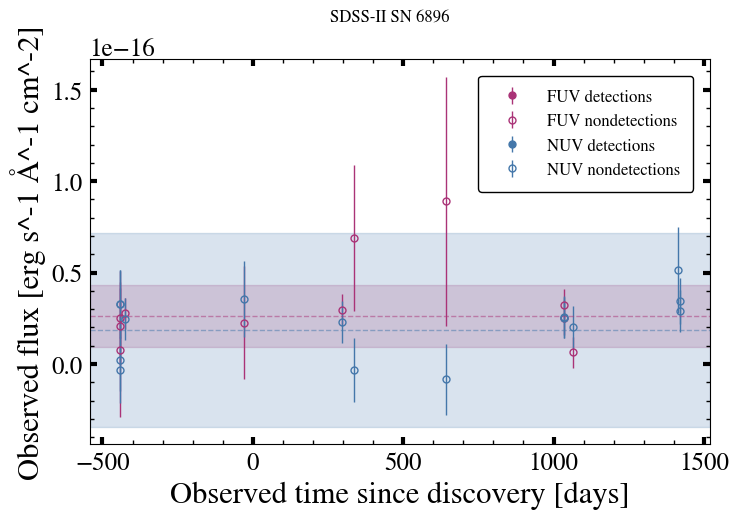 SDSS-II SN 6896
1e−16
Observed flux [erg s^-1 Å^-1 cm^-2]
1.5
1.0
0.5
0.0
FUV detections
FUV nondetections
NUV detections
NUV nondetections
−500 0 500 1000 1500
Observed time since discovery [days]